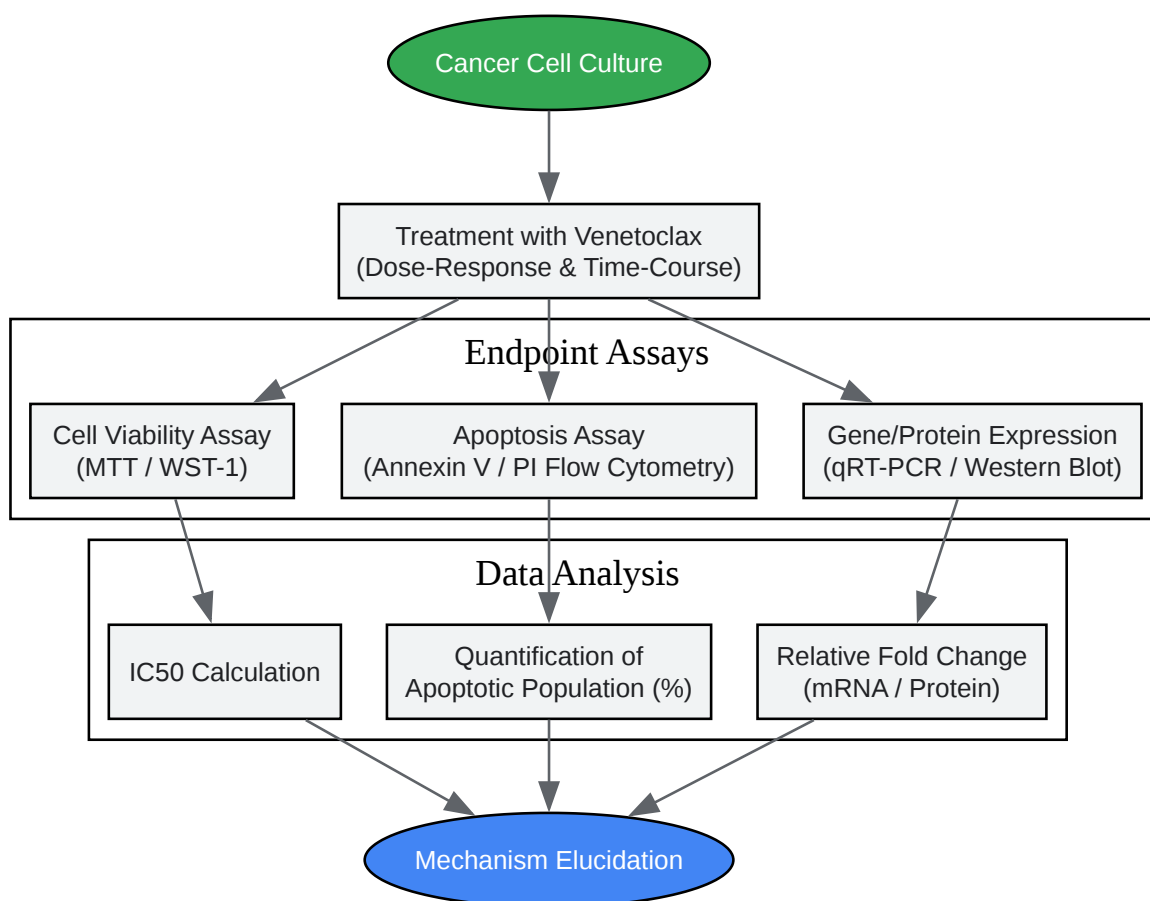 Cancer Cell Culture
Treatment with Venetoclax
(Dose-Response & Time-Course)
Endpoint Assays
Cell Viability Assay
(MTT / WST-1)
Apoptosis Assay
(Annexin V / PI Flow Cytometry)
Gene/Protein Expression
(qRT-PCR / Western Blot)
Data Analysis
IC50 Calculation
Quantification of
Apoptotic Population (%)
Relative Fold Change
(mRNA / Protein)
Mechanism Elucidation